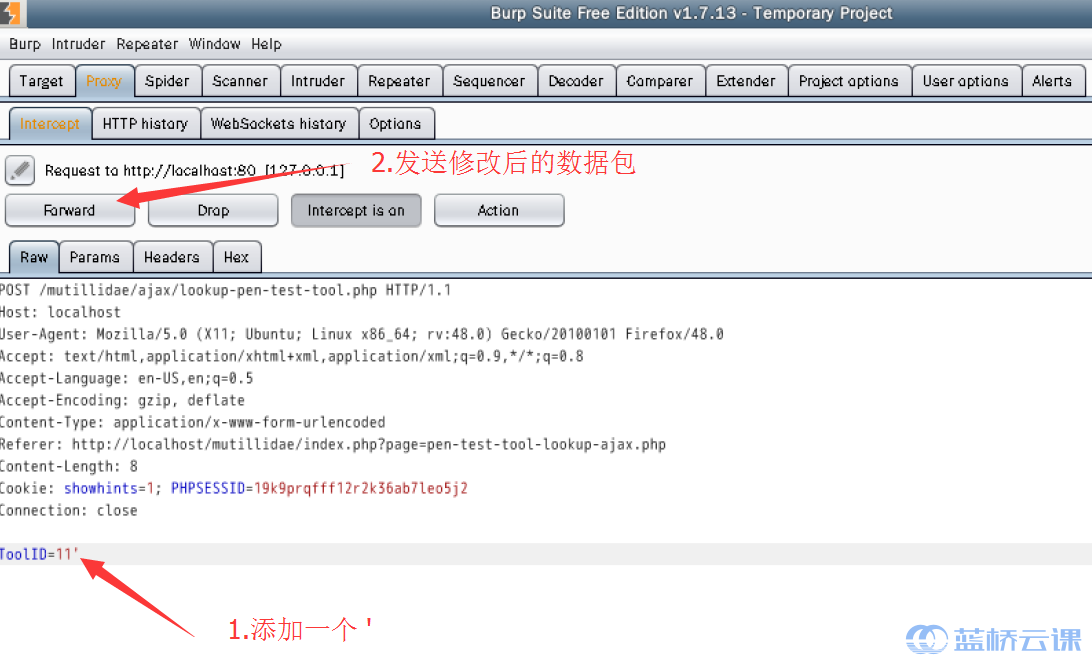 Burp Suite Free Edition v1.7.13 - Temporary Project
Burp Intruder Repeater Window Help
Target Proxy Spider Scanner Intruder Repeater Sequencer Decoder Comparer Extender Project options User options Alerts
Intercept HTTP history WebSockets history Options
Request to http://localhost:80 [127.0.0.1]
2.发送修改后的数据包
Forward Drop Intercept is on Action
Raw Params Headers Hex
POST /mutillidae/ajax/lookup-pen-test-tool.php HTTP/1.1
Host: localhost
User-Agent: Mozilla/5.0 (X11; Ubuntu; Linux x86_64; rv:48.0) Gecko/20100101 Firefox/48.0
Accept: text/html,application/xhtml+xml,application/xml;q=0.9,*/*;q=0.8
Accept-Language: en-US,en;q=0.5
Accept-Encoding: gzip, deflate
Content-Type: application/x-www-form-urlencoded
Referer: http://localhost/mutillidae/index.php?page=pen-test-tool-lookup-ajax.php
Content-Length: 8
Cookie: showhints=1; PHPSESSID=19k9prqfff12r2k36ab7leo5j2
Connection: close
ToolID=11'
1.添加一个 '
蓝桥云课